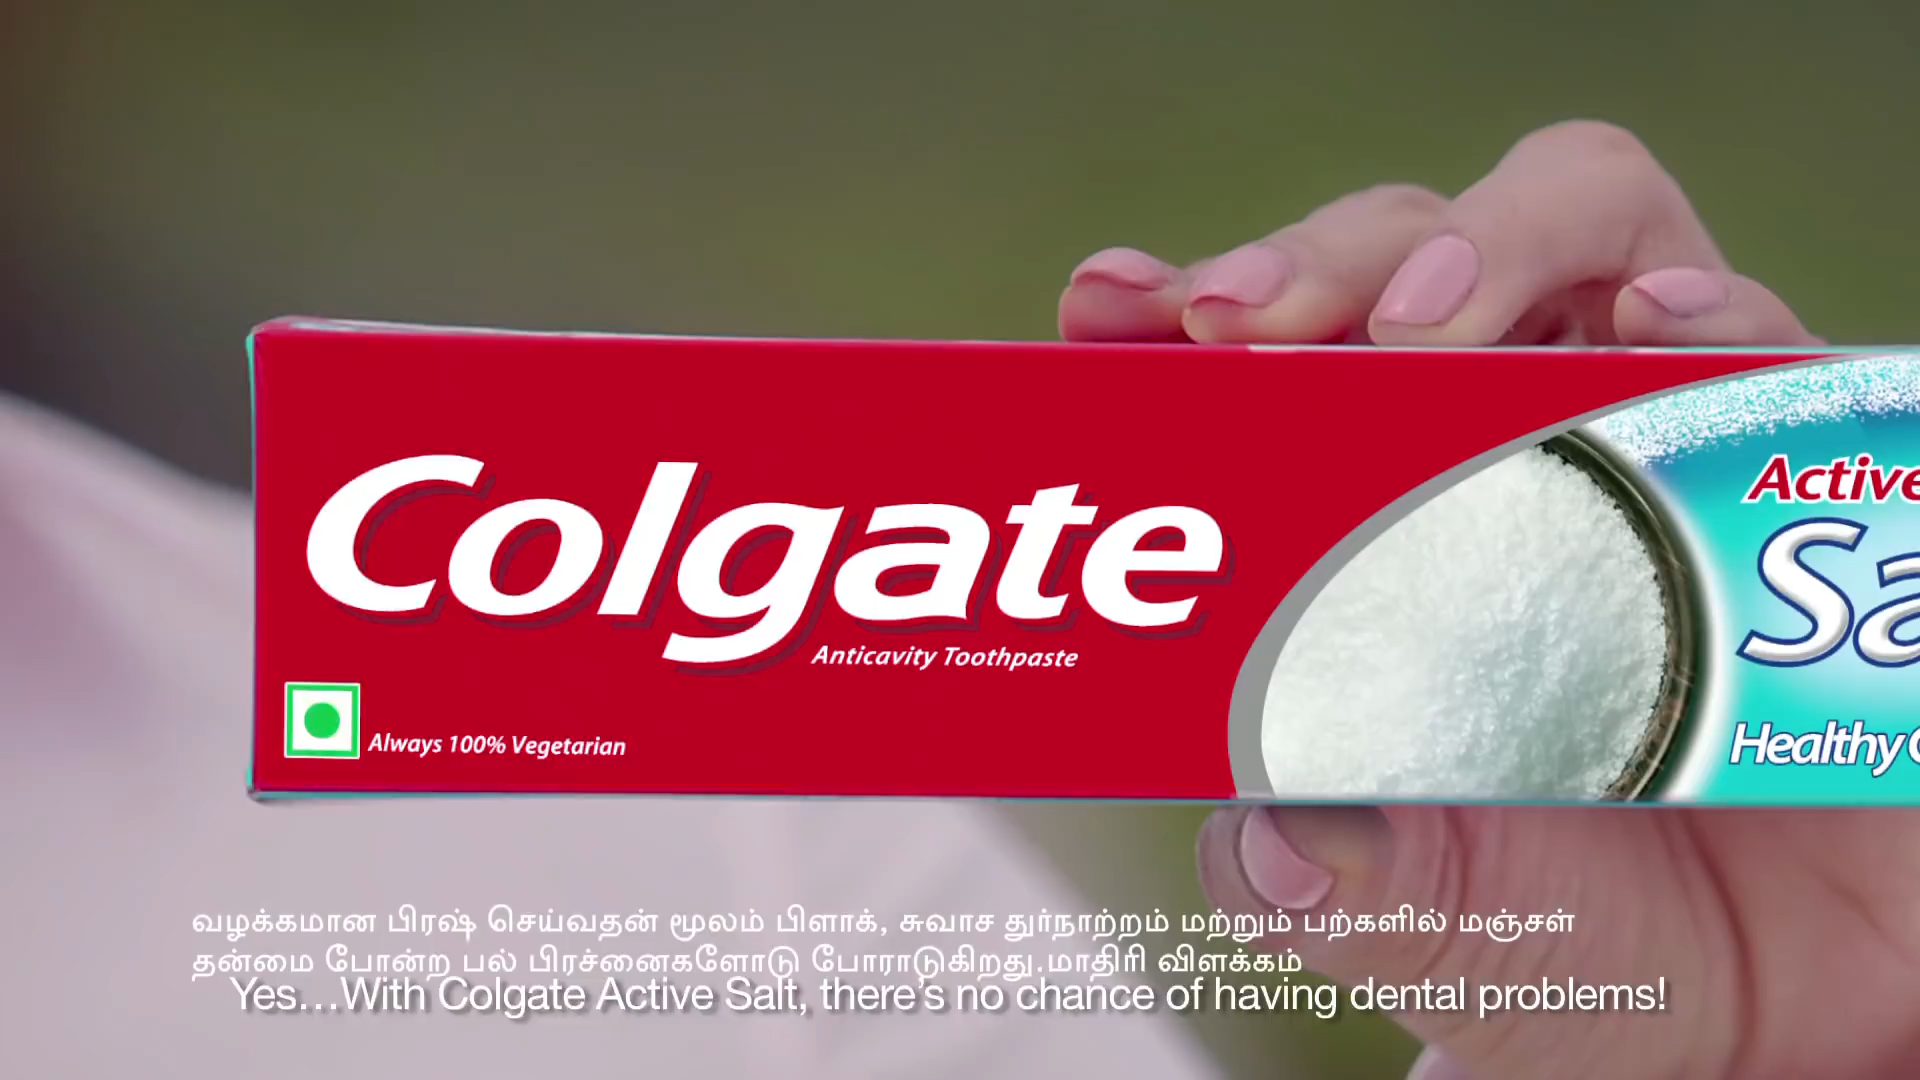 Colgate
Anticavity Toothpaste
Always 100% Vegetarian
Active
Healthy
வழக்கமான பிரஷ் செய்வதன் மூலம் பிளாக், சுவாச துர்நாற்றம் மற்றும் பற்களில் மஞ்சள்
தன்மை போன்ற பல் பிரச்னைகளோடு போராடுகிறது.மாதிரி விளக்கம்
Yes...With Colgate Active Salt, there's no chance of having dental problems!